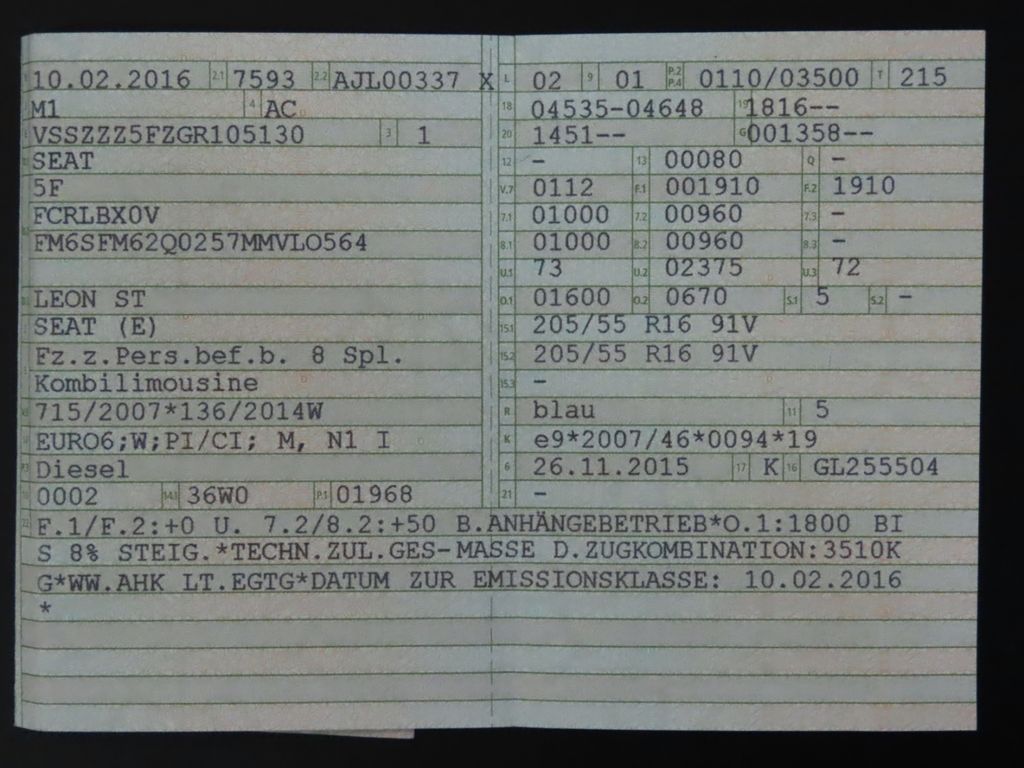 10.02.2016 2.1 7593 2.2 AJL00337 X
M1 4 AC
VSSZZZ5FZGR105130 3 1
SEAT
5F
FCRLBX0V
FM6SFM62Q0257MMVLO564
LEON ST
SEAT (E)
Fz.z.Pers.bef.b. 8 Spl.
Kombilimousine
715/2007*136/2014W
EURO6;W;PI/CI; M, N1 I
Diesel
0002 14.1 36W0 P.1 01968
L 02 9 01 P.2 P.4 0110/03500 T 215
18 04535-04648 19 1816--
20 1451-- G 001358--
12 - 13 00080 Q -
V.7 0112 F.1 001910 F.2 1910
7.1 01000 7.2 00960 7.3 -
8.1 01000 8.2 00960 8.3 -
U.1 73 U.2 02375 U.3 72
O.1 01600 O.2 0670 S.1 5 S.2 -
15.1 205/55 R16 91V
15.2 205/55 R16 91V
15.3 -
R blau 11 5
K e9*2007/46*0094*19
6 26.11.2015 17 K 16 GL255504
21 -
22 F.1/F.2:+0 U. 7.2/8.2:+50 B.ANHÄNGEBETRIEB*O.1:1800 BI
S 8% STEIG.*TECHN.ZUL.GES-MASSE D.ZUGKOMBINATION:3510K
G*WW.AHK LT.EGTG*DATUM ZUR EMISSIONSKLASSE: 10.02.2016
*